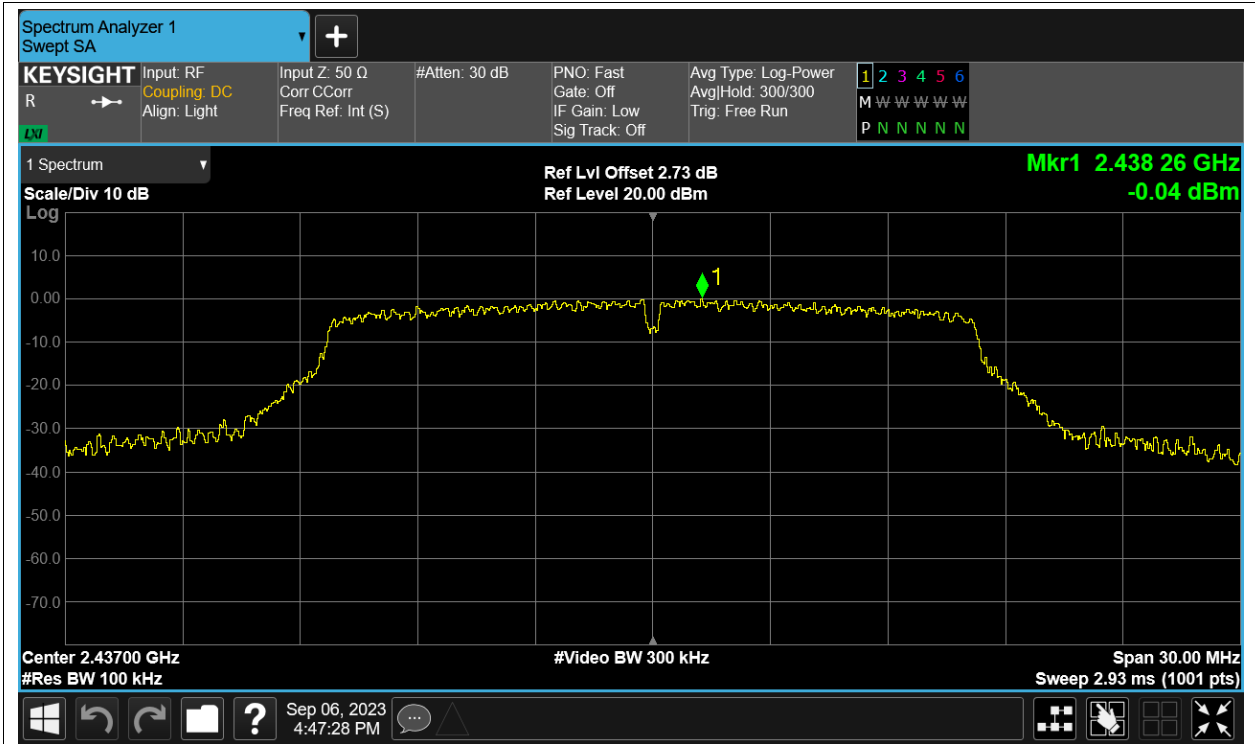 Spectrum Analyzer 1
Swept SA
KEYSIGHT
R
LXI
Input: RF
Coupling: DC
Align: Light
Input Z: 50 Ω
Corr CCorr
Freq Ref: Int (S)
#Atten: 30 dB
PNO: Fast
Gate: Off
IF Gain: Low
Sig Track: Off
Avg Type: Log-Power
Avg|Hold: 300/300
Trig: Free Run
1 2 3 4 5 6
M W W W W W
P N N N N N
1 Spectrum
Scale/Div 10 dB
Log
Ref Lvl Offset 2.73 dB
Ref Level 20.00 dBm
Mkr1 2.438 26 GHz
-0.04 dBm
1
10.0
0.00
-10.0
-20.0
-30.0
-40.0
-50.0
-60.0
-70.0
Center 2.43700 GHz
#Res BW 100 kHz
#Video BW 300 kHz
Span 30.00 MHz
Sweep 2.93 ms (1001 pts)
?
Sep 06, 2023
4:47:28 PM